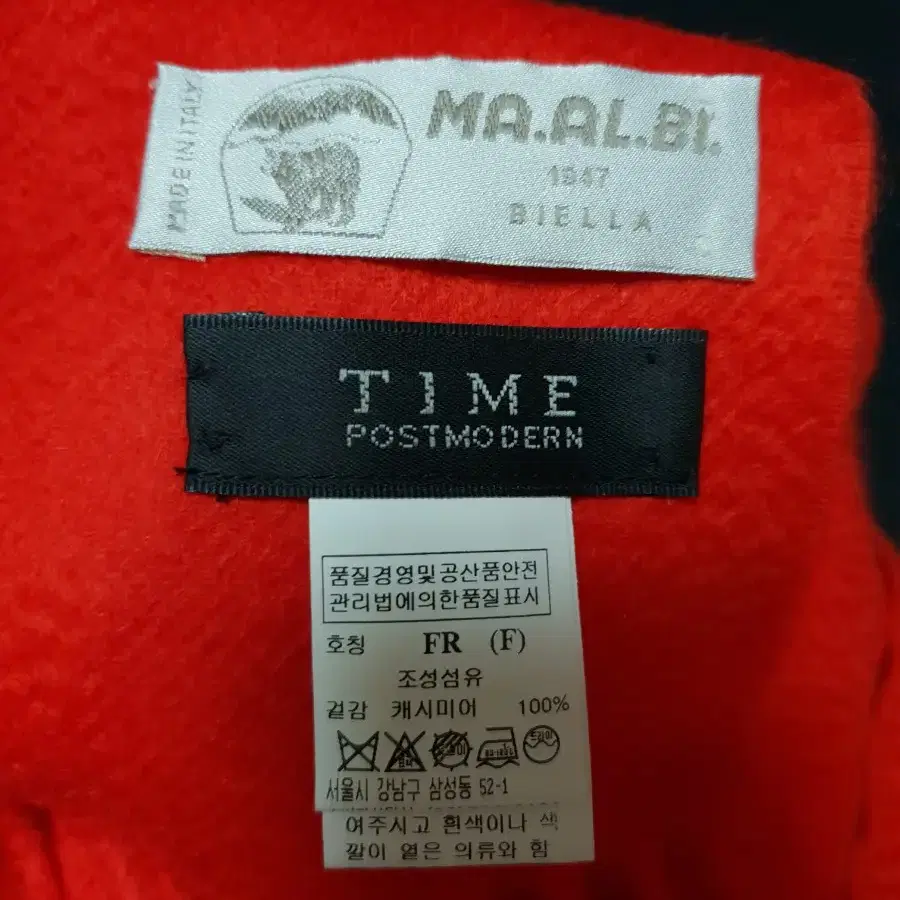 MADE IN ITALY
MA.AL.BI.
1947
BIELLA
TIME
POSTMODERN
품질경영및공산품안전
관리법에의한품질표시
호칭 FR (F)
조성섬유
겉감 캐시미어 100%
서울시 강남구 삼성동 52-1
여주시고 흰색이나 색
깔이 옅은 의류와 함